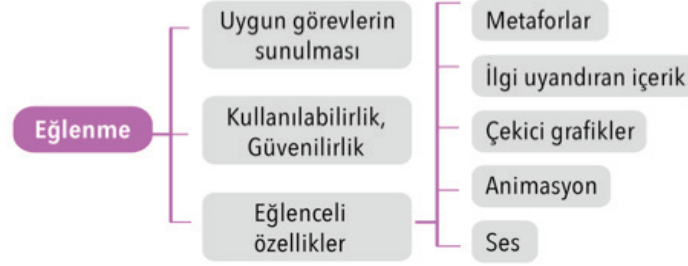 Eğlenme
Uygun görevlerin
sunulması
Kullanılabilirlik,
Güvenilirlik
Eğlenceli
özellikler
Metaforlar
İlgi uyandıran içerik
Çekici grafikler
Animasyon
Ses